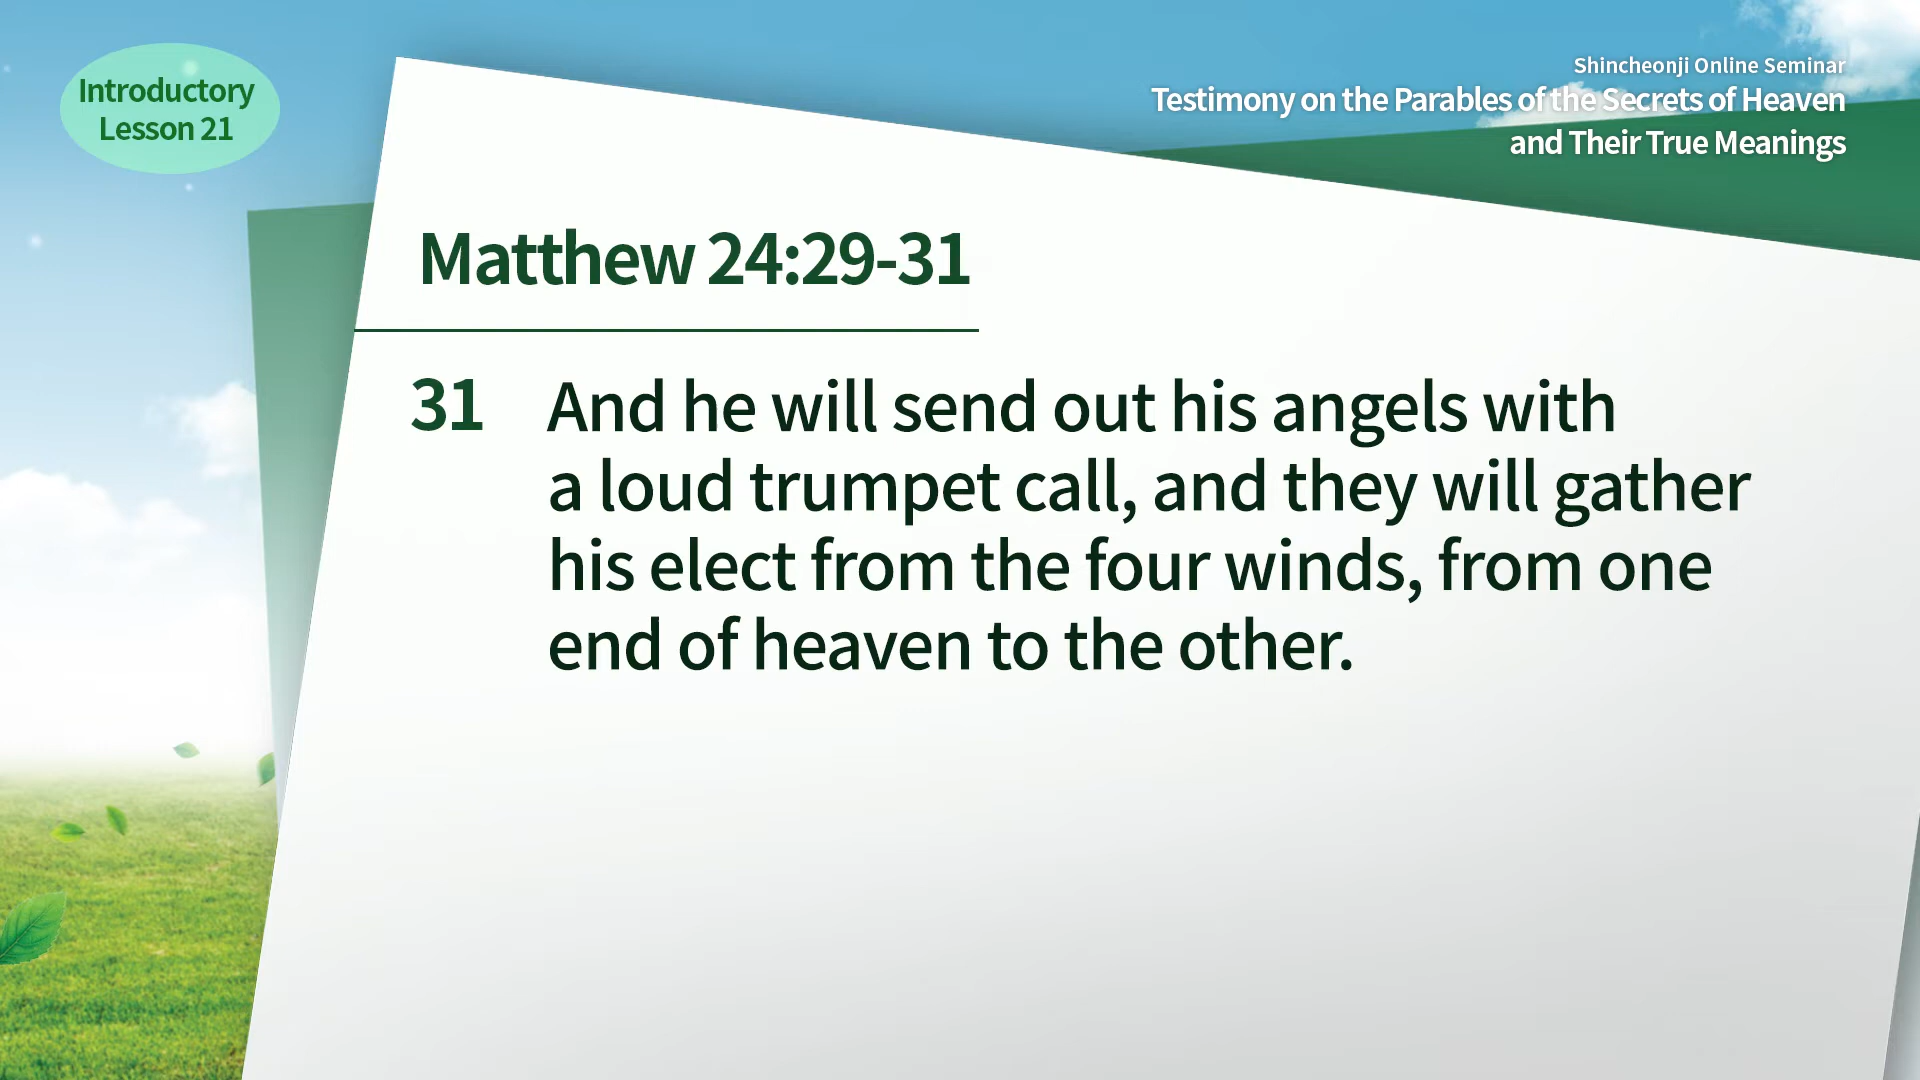 Introductory
Lesson 21
Shincheonji Online Seminar
Testimony on the Parables of the Secrets of Heaven
and Their True Meanings
Matthew 24:29-31
31 And he will send out his angels with
a loud trumpet call, and they will gather
his elect from the four winds, from one
end of heaven to the other.